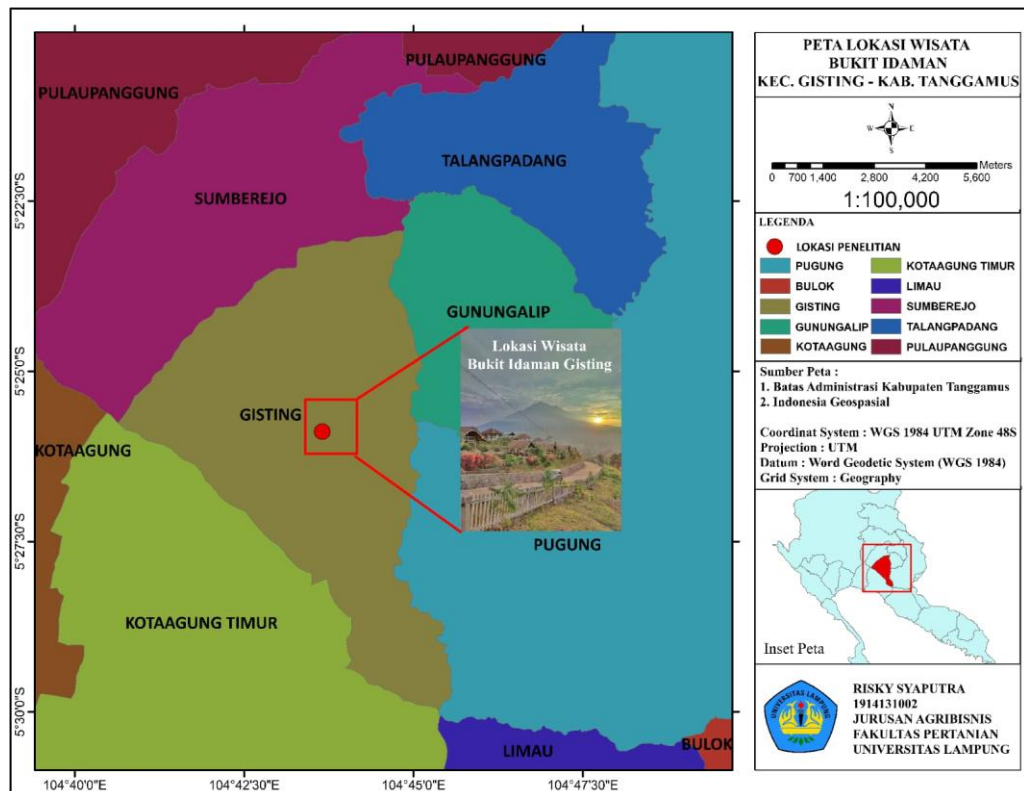 PULAUPANGGUNG
PULAUPANGGUNG
TALANGPADANG
SUMBEREJO
GUNUNGALIP
Lokasi Wisata
Bukit Idaman Gisting
GISTING
KOTAAGUNG
PUGUNG
KOTAAGUNG TIMUR
LIMAU
BULOK
5°22'30"S
5°25'0"S
5°27'30"S
5°30'0"S
104°40'0"E
104°42'30"E
104°45'0"E
104°47'30"E
PETA LOKASI WISATA
BUKIT IDAMAN
KEC. GISTING - KAB. TANGGAMUS
N
W E
S
Meters
0 700 1,400 2,800 4,200 5,600
1:100,000
LEGENDA
LOKASI PENELITIAN
PUGUNG KOTAAGUNG TIMUR
BULOK LIMAU
GISTING SUMBEREJO
GUNUNGALIP TALANGPADANG
KOTAAGUNG PULAUPANGGUNG
Sumber Peta :
1. Batas Administrasi Kabupaten Tanggamus
2. Indonesia Geospasial
Coordinat System : WGS 1984 UTM Zone 48S
Projection : UTM
Datum : Word Geodetic System (WGS 1984)
Grid System : Geography
Inset Peta
UNIVERSITAS LAMPUNG
RISKY SYAPUTRA
1914131002
JURUSAN AGRIBISNIS
FAKULTAS PERTANIAN
UNIVERSITAS LAMPUNG